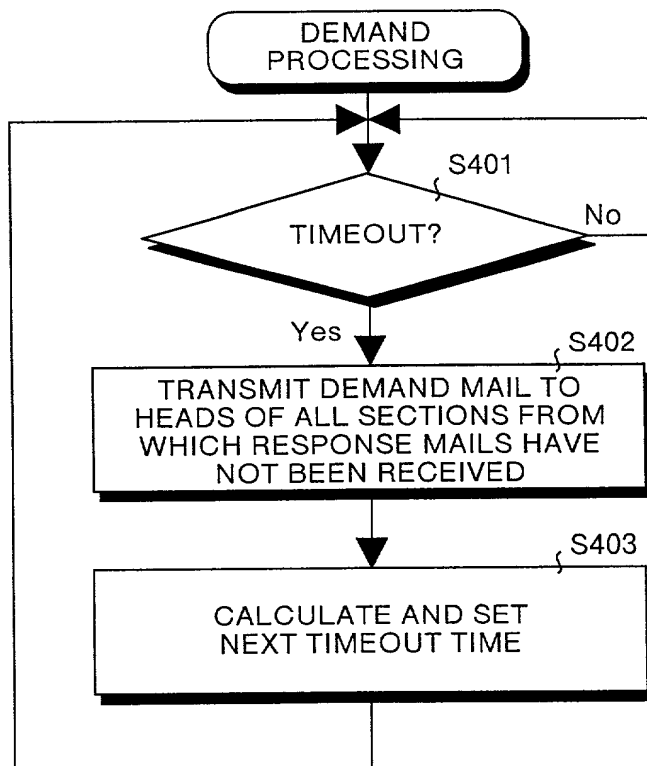 DEMAND
PROCESSING
S401
TIMEOUT?
No
Yes
S402
TRANSMIT DEMAND MAIL TO
HEADS OF ALL SECTIONS FROM
WHICH RESPONSE MAILS HAVE
NOT BEEN RECEIVED
S403
CALCULATE AND SET
NEXT TIMEOUT TIME